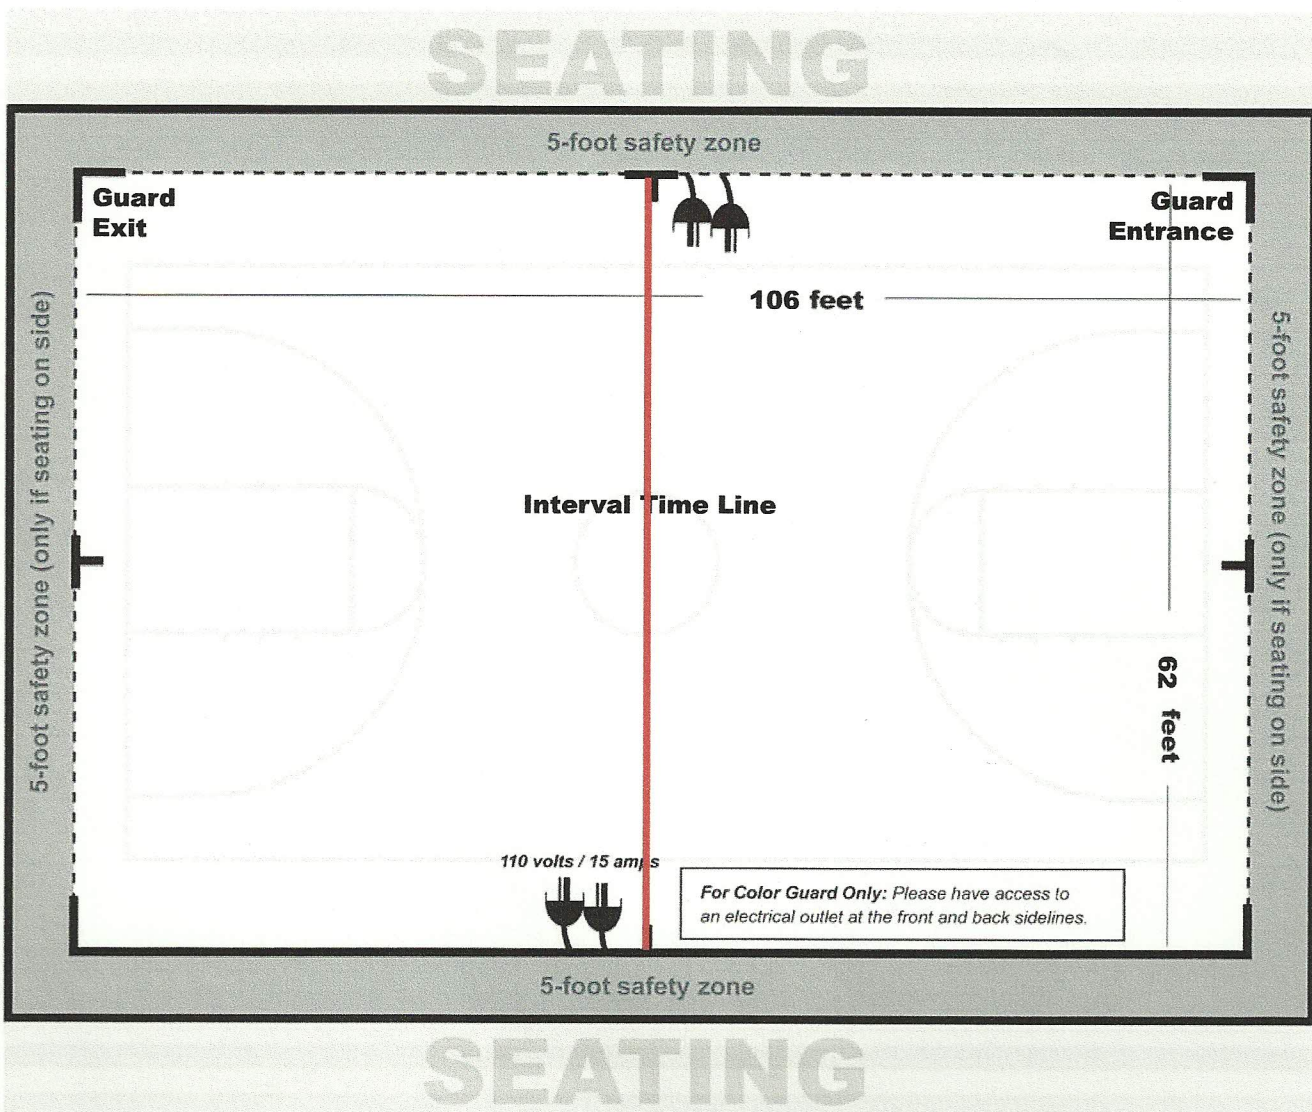 SEATING
5-foot safety zone
Guard
Exit
Guard
Entrance
106 feet
5-foot safety zone (only if seating on side)
5-foot safety zone (only if seating on side)
Interval Time Line
62 feet
110 volts / 15 amps
For Color Guard Only: Please have access to
an electrical outlet at the front and back sidelines.
5-foot safety zone
SEATING